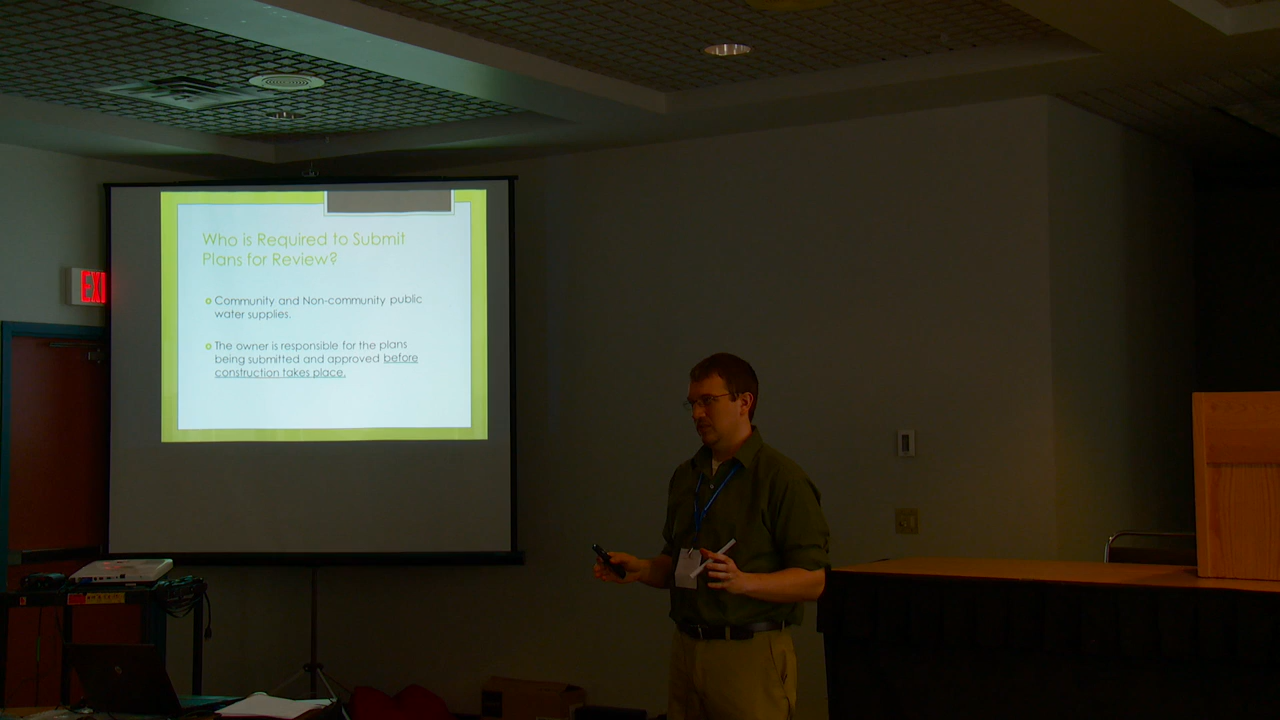 Who is Required to Submit
Plans for Review?
Community and Non-community public
water supplies.
The owner is responsible for the plans
being submitted and approved before
construction takes place.
EXI